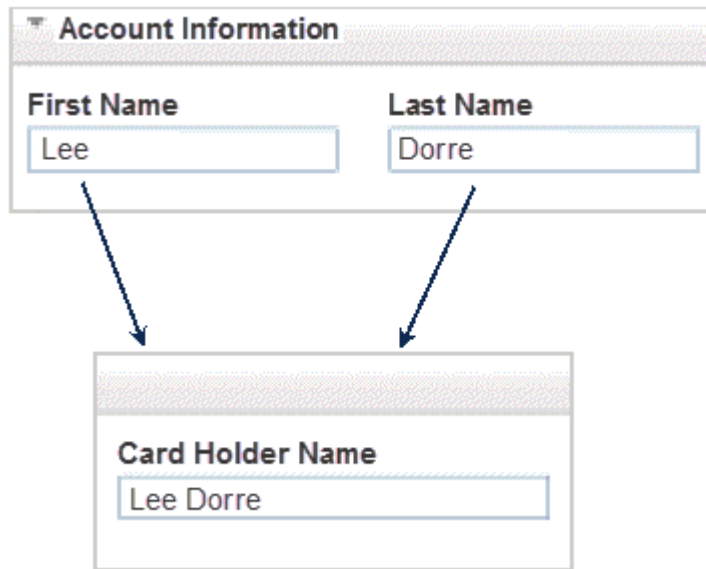 Account Information
First Name Last Name
Lee Dorre
Card Holder Name
Lee Dorre